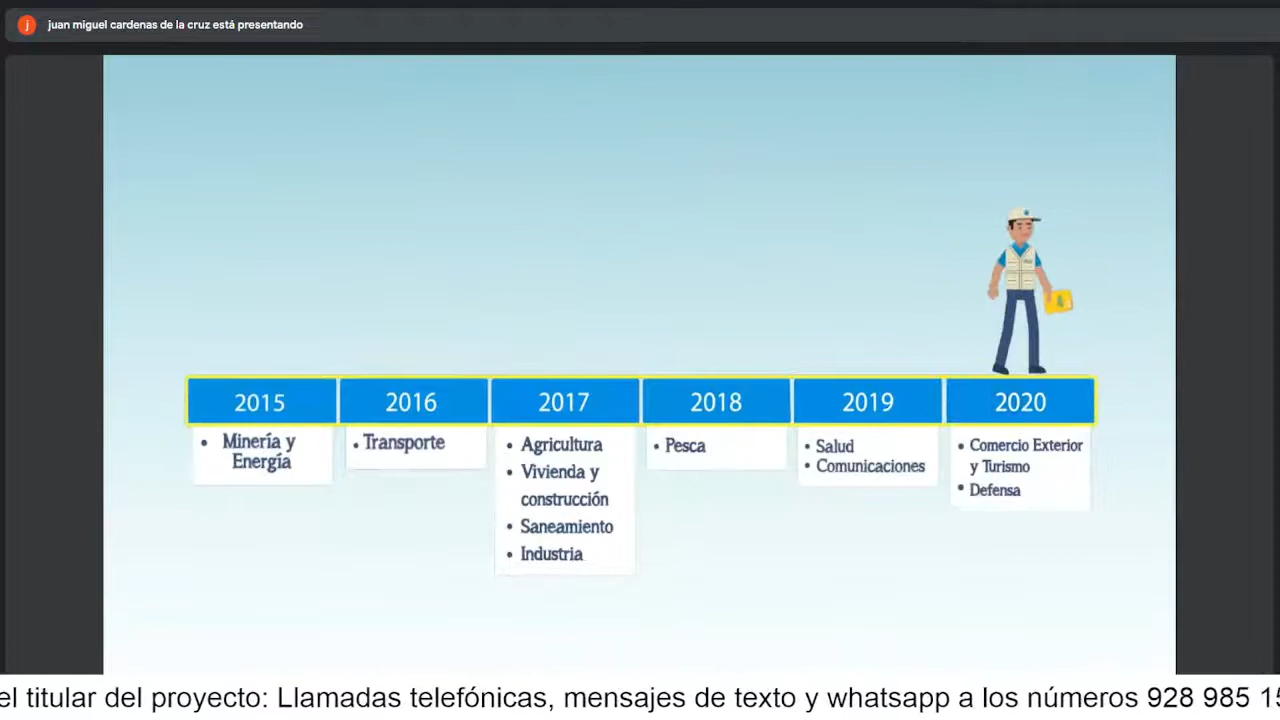 j juan miguel cardenas de la cruz está presentando
2015
• Minería y
Energía
2016
• Transporte
2017
• Agricultura
• Vivienda y
construcción
• Saneamiento
• Industria
2018
• Pesca
2019
• Salud
• Comunicaciones
2020
• Comercio Exterior
y Turismo
• Defensa
el titular del proyecto: Llamadas telefónicas, mensajes de texto y whatsapp a los números 928 985 15